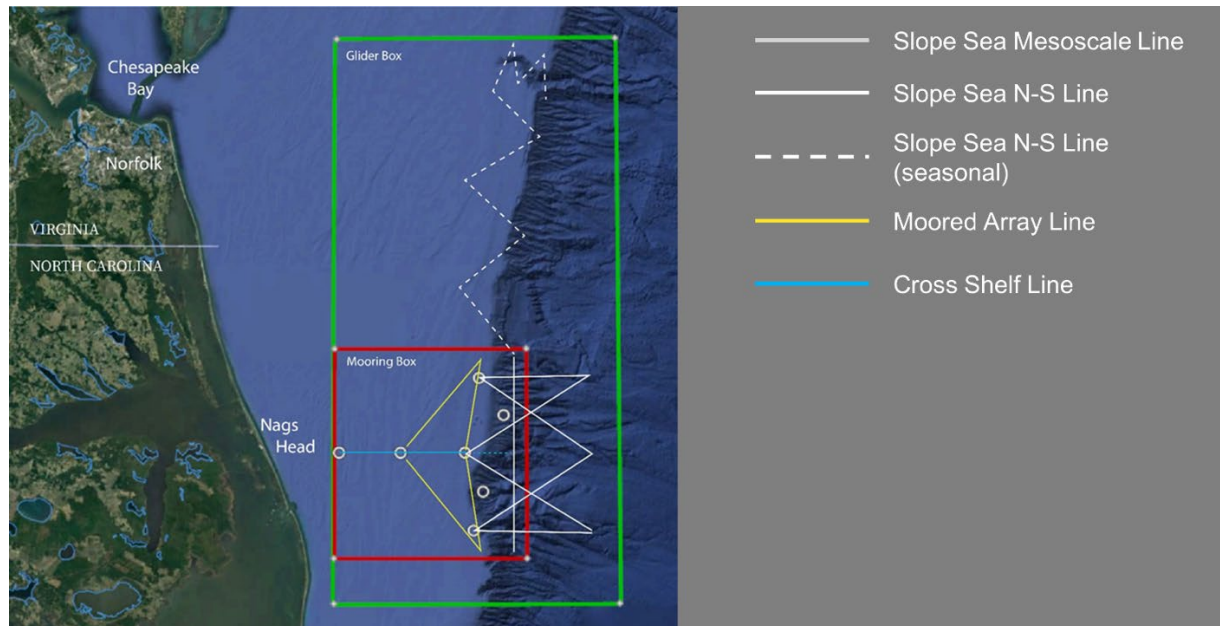 Chesapeake
Bay
Norfolk
VIRGINIA
NORTH CAROLINA
Nags
Head
Glider Box
Mooring Box
Slope Sea Mesoscale Line
Slope Sea N-S Line
Slope Sea N-S Line
(seasonal)
Moored Array Line
Cross Shelf Line